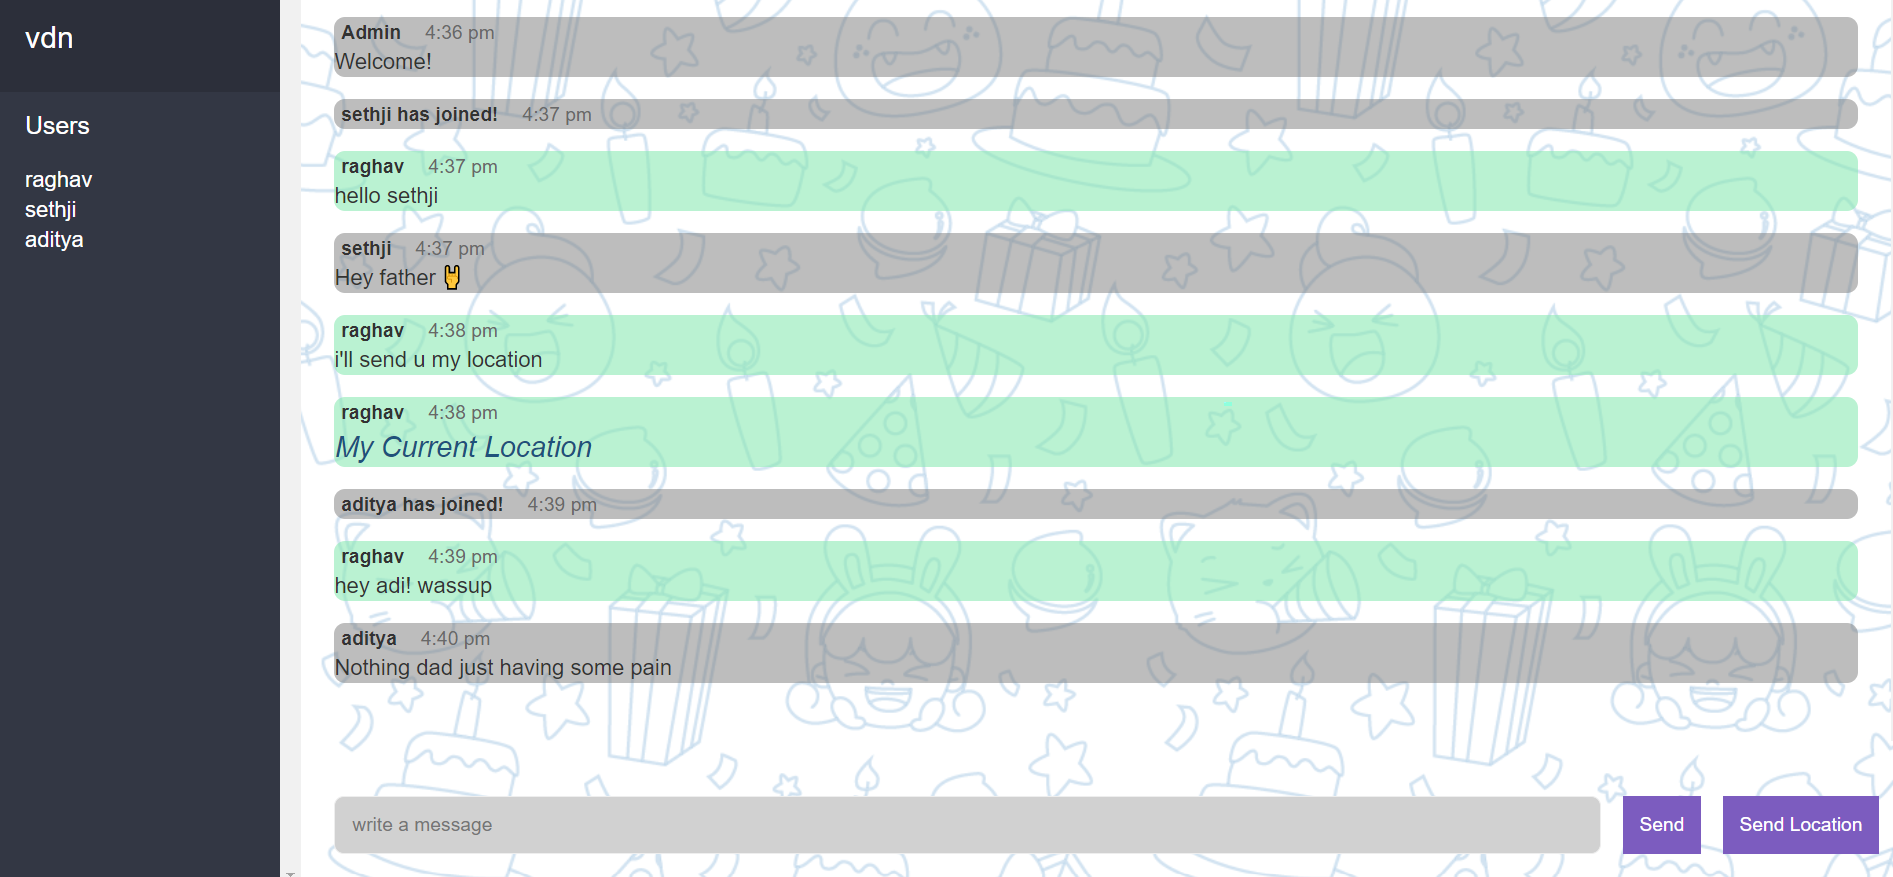 vdn
Users
raghav
sethji
aditya
Admin 4:36 pm
Welcome!
sethji has joined! 4:37 pm
raghav 4:37 pm
hello sethji
sethji 4:37 pm
Hey father 🤘
raghav 4:38 pm
i'll send u my location
raghav 4:38 pm
My Current Location
aditya has joined! 4:39 pm
raghav 4:39 pm
hey adi! wassup
aditya 4:40 pm
Nothing dad just having some pain
write a message
Send
Send Location